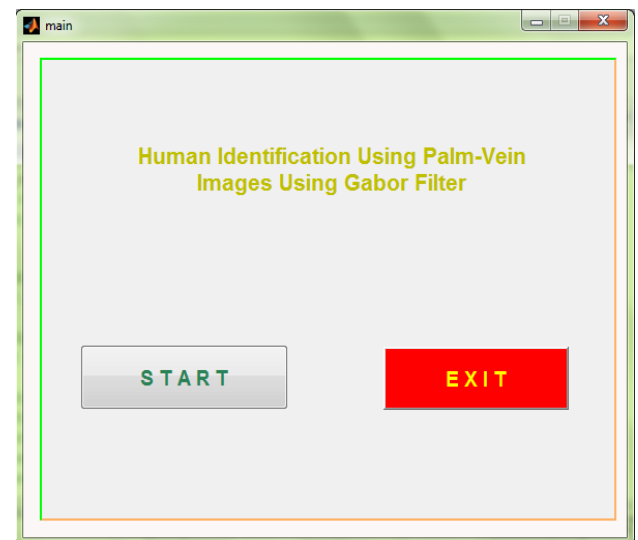 main
Human Identification Using Palm-Vein
Images Using Gabor Filter
START
EXIT